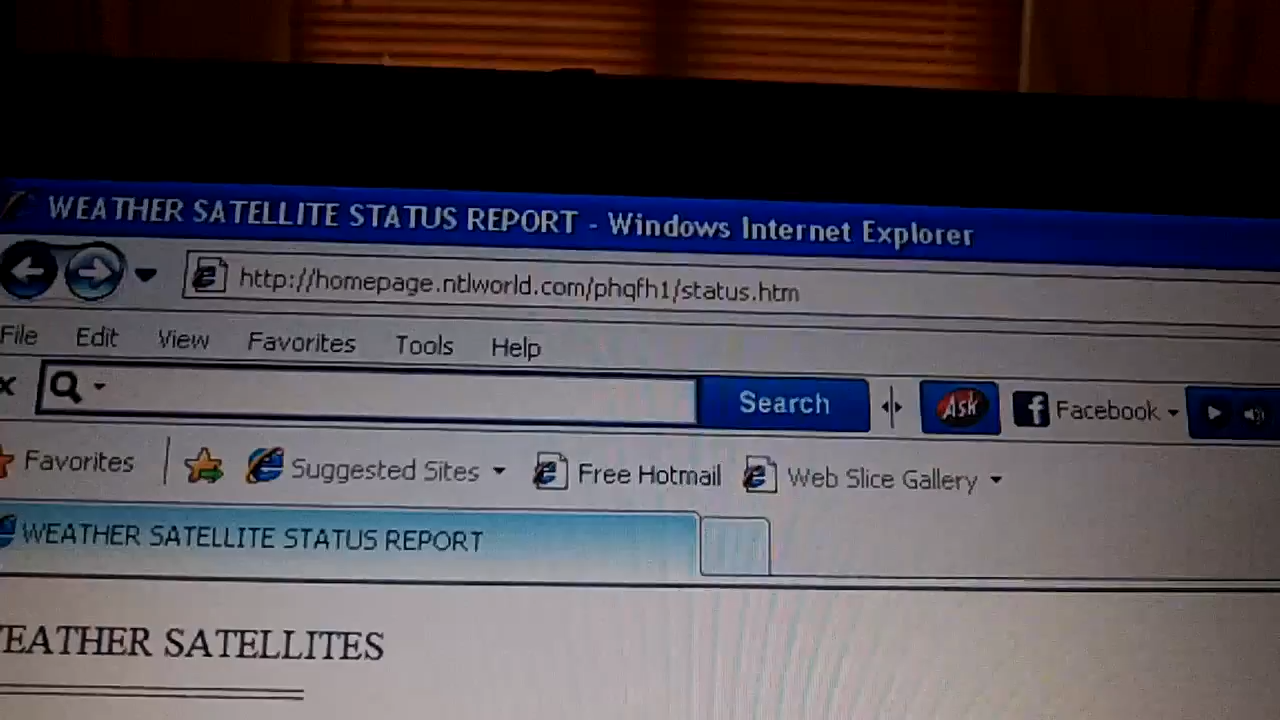 WEATHER SATELLITE STATUS REPORT - Windows Internet Explorer
http://homepage.ntlworld.com/phqfh1/status.htm
File Edit View Favorites Tools Help
x Search Ask f Facebook
Favorites Suggested Sites Free Hotmail Web Slice Gallery
WEATHER SATELLITE STATUS REPORT
EATHER SATELLITES